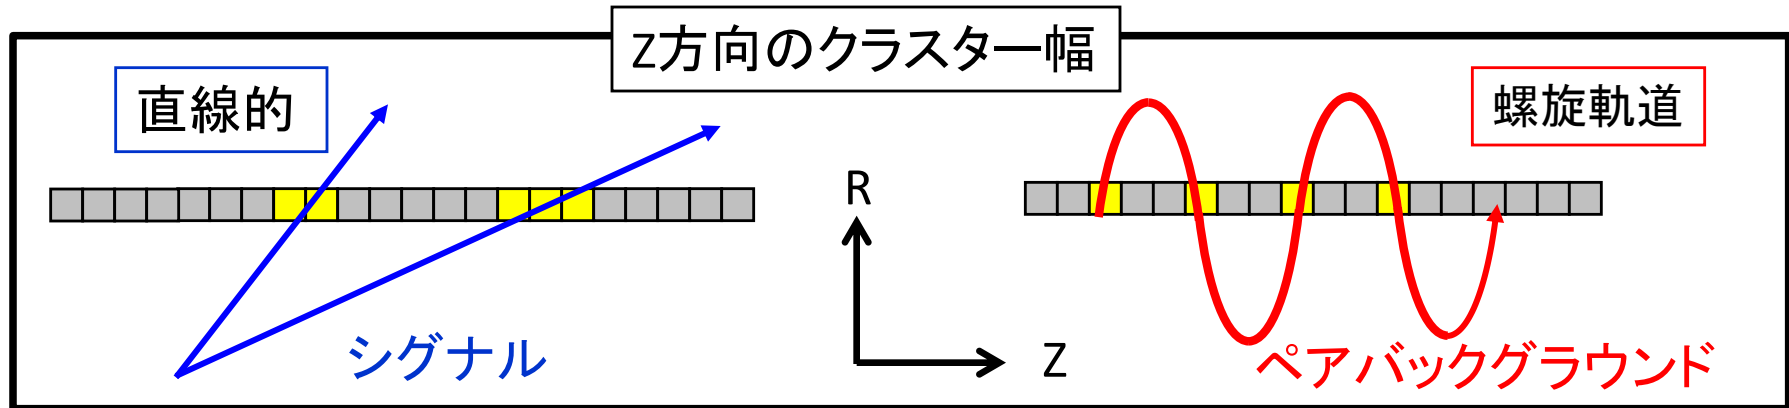 Z方向のクラスター幅
直線的
螺旋軌道
R
シグナル
Z
ペアバックグラウンド